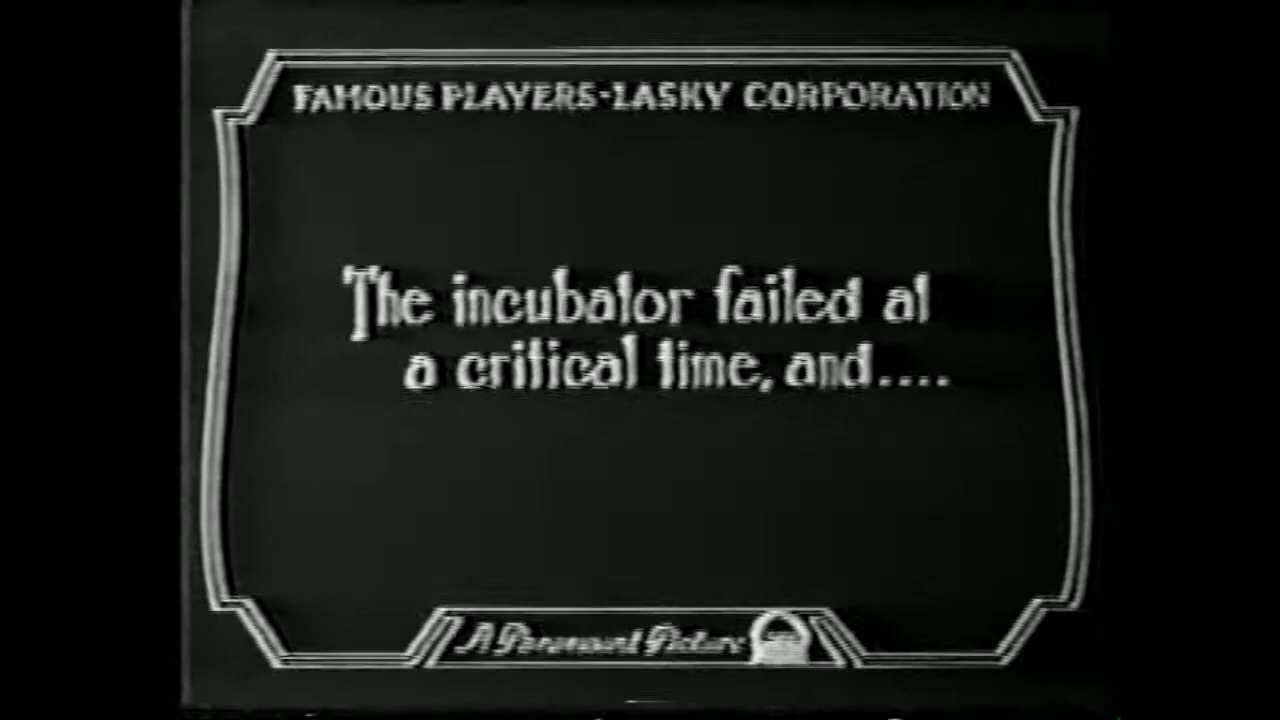 FAMOUS PLAYERS-LASKY CORPORATION
The incubator failed at
a critical time, and....
A Paramount Picture